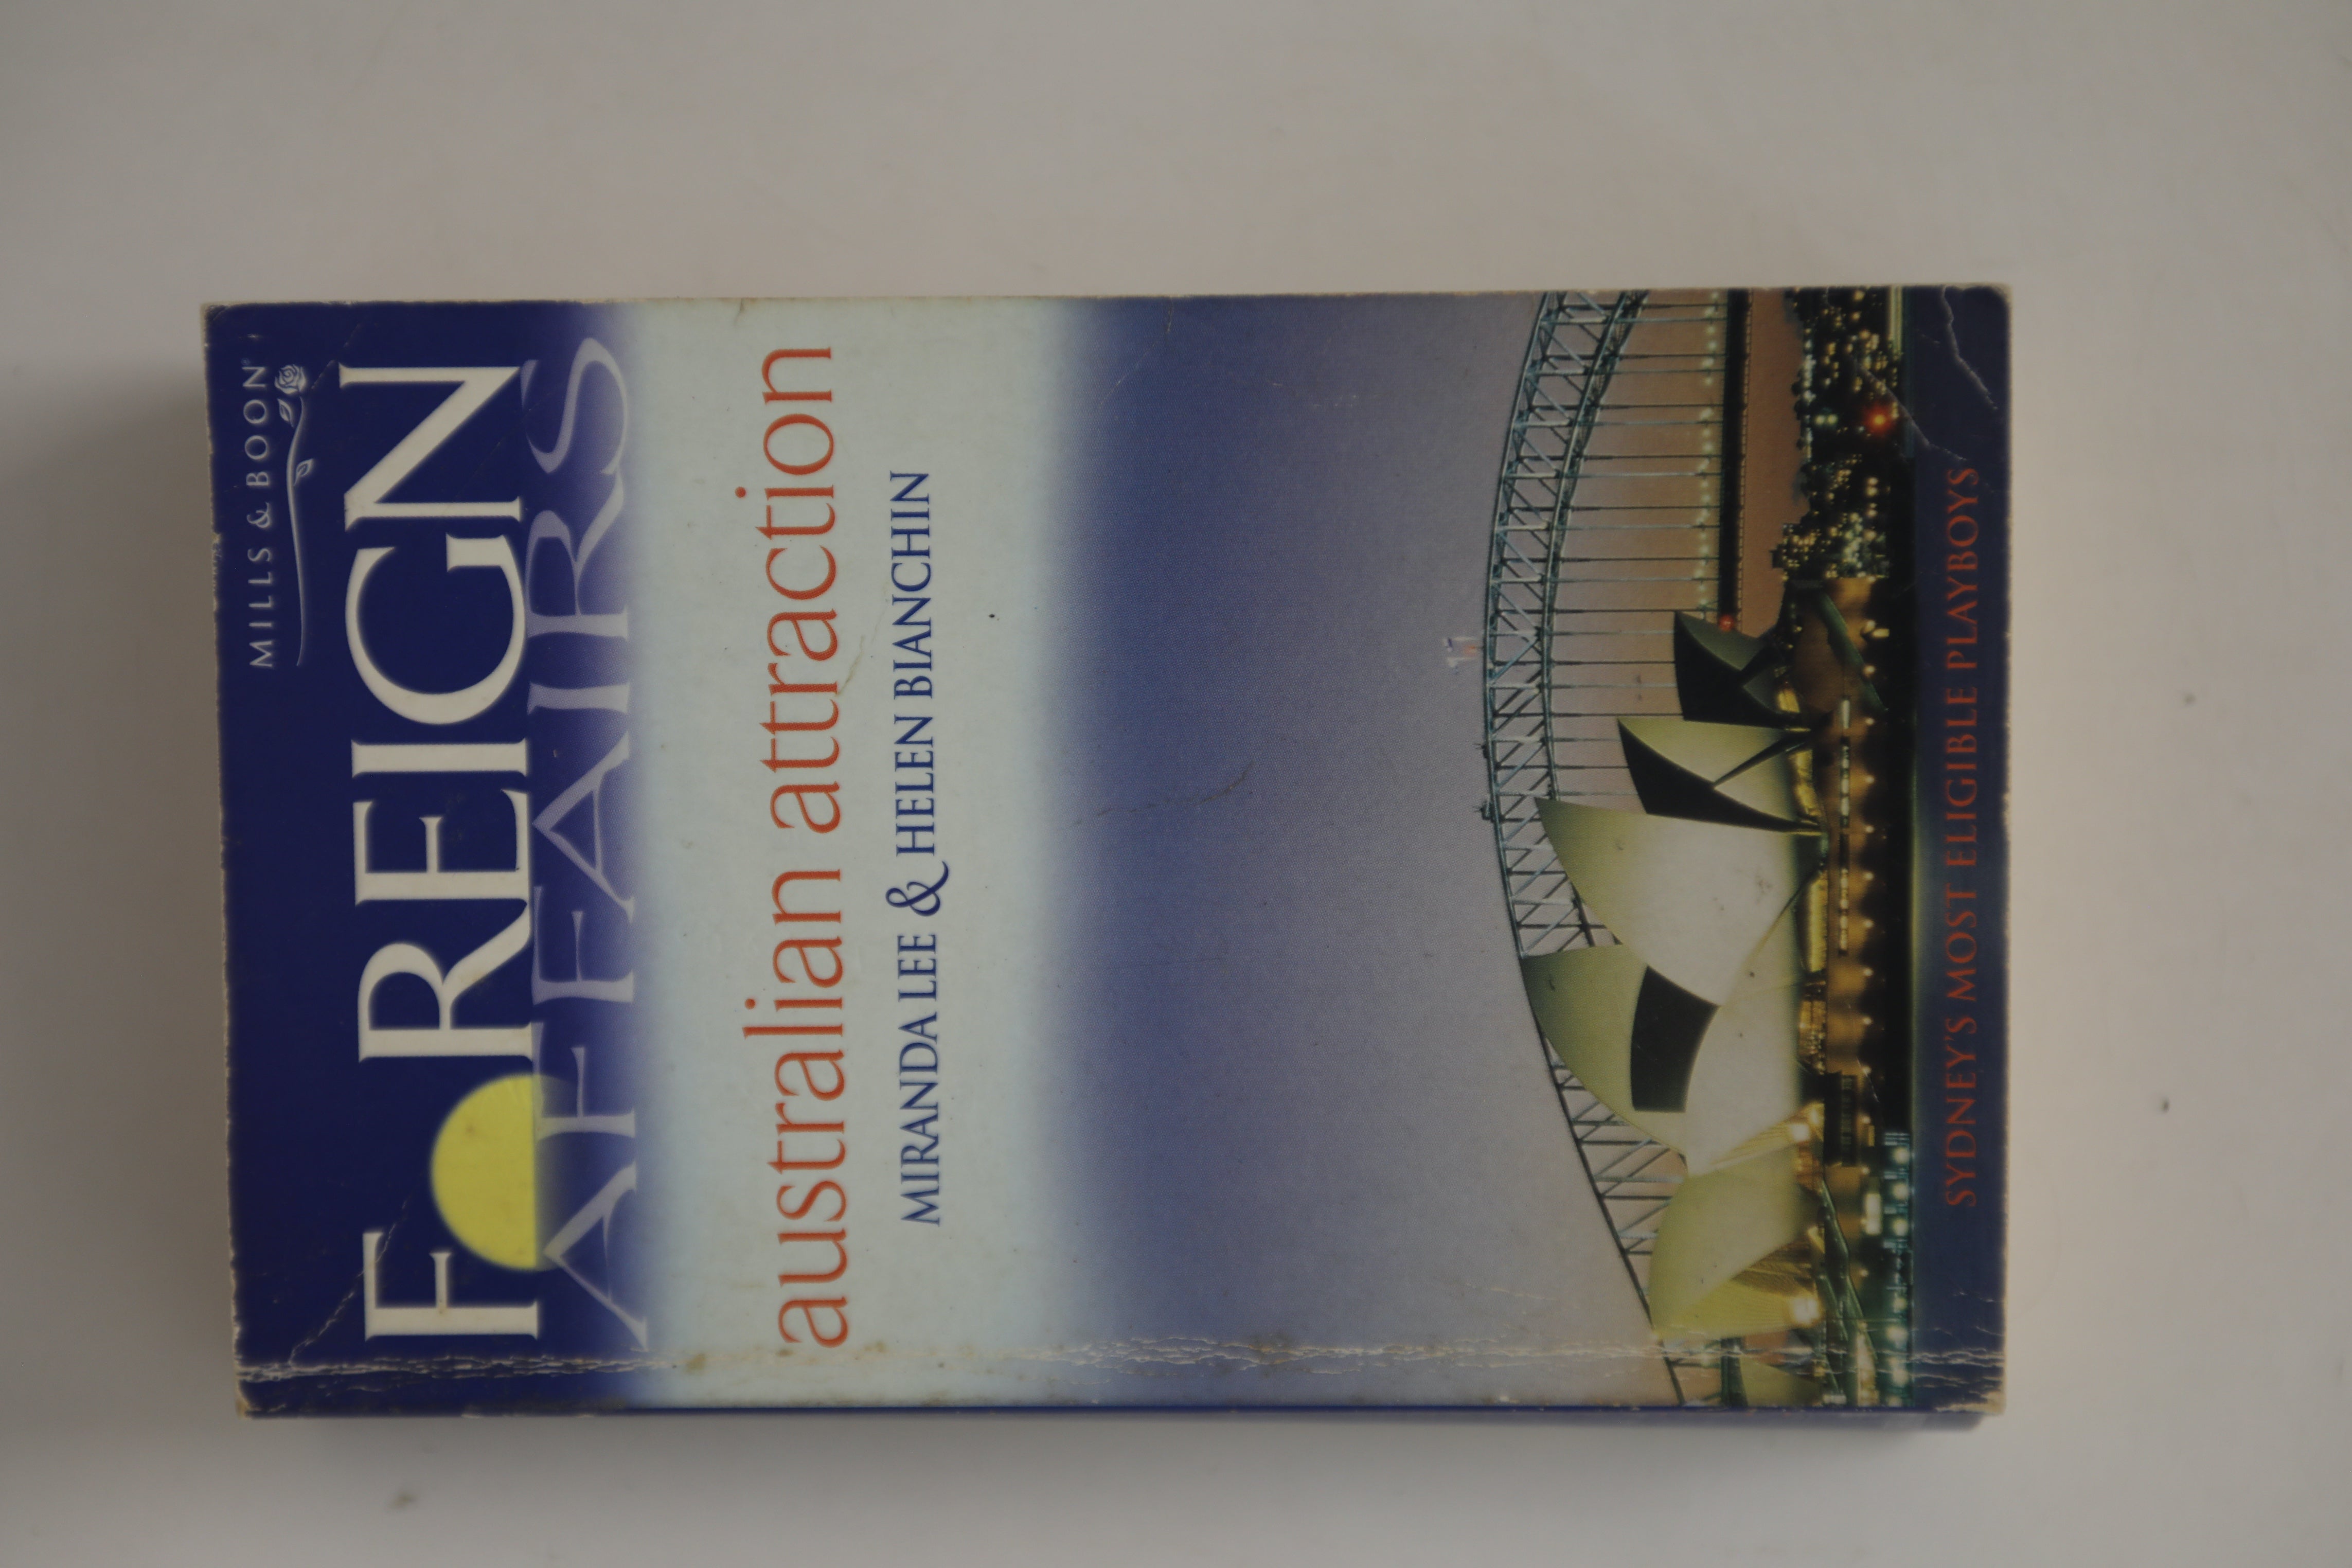 MILLS & BOON
FOREIGN
AFFAIRS
australian attraction
MIRANDA LEE & HELEN BIANCHIN
SYDNEY'S MOST ELIGIBLE PLAYBOYS